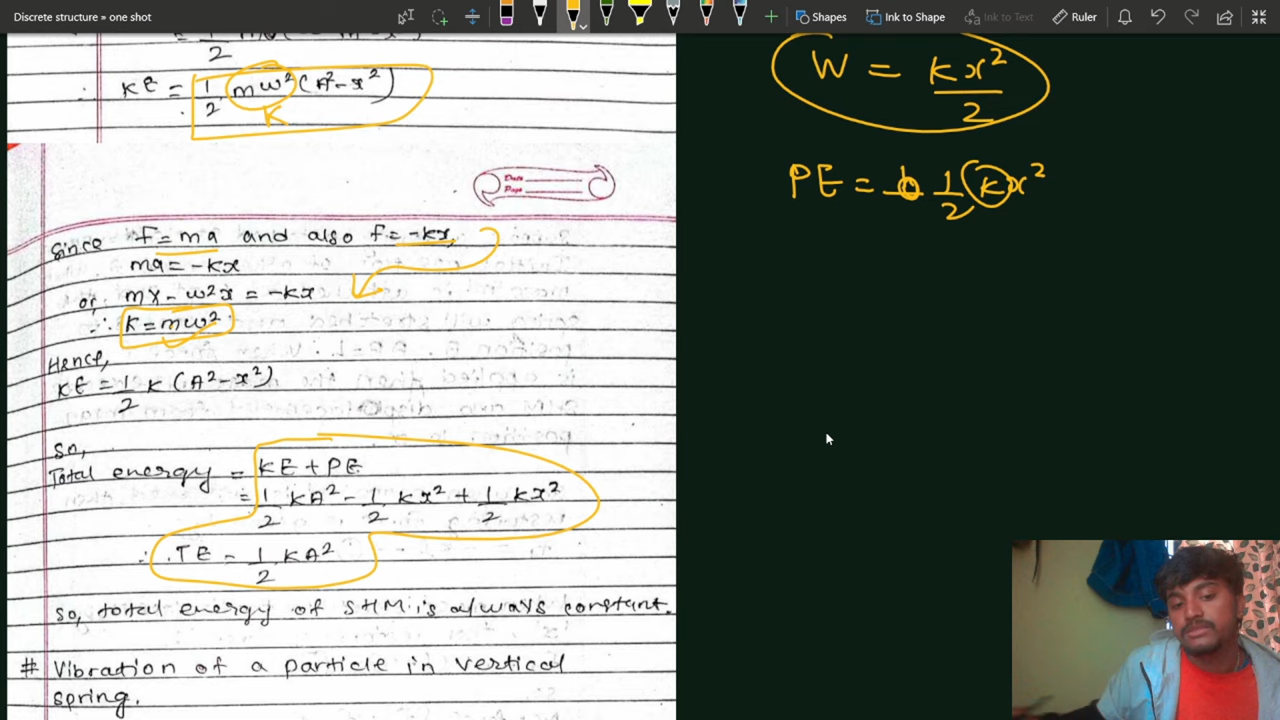 Discrete structure » one shot
Shapes
Ink to Shape
Ink to Text
Ruler
2
∴ KE = 1/2 mω² (A² - x²)
K
W = kx²/2
PE = 1/2 kx²
Date
Page
Since f = ma and also f = -kx,
ma = -kx
or, m x - ω²x = -kx
∴ K = mω²
Hence,
KE = 1/2 K (A² - x²)
So,
Total energy = KE + PE
= 1/2 KA² - 1/2 Kx² + 1/2 Kx²
∴ TE = 1/2 KA²
So, total energy of SHM is always constant.
# Vibration of a particle in vertical
spring.